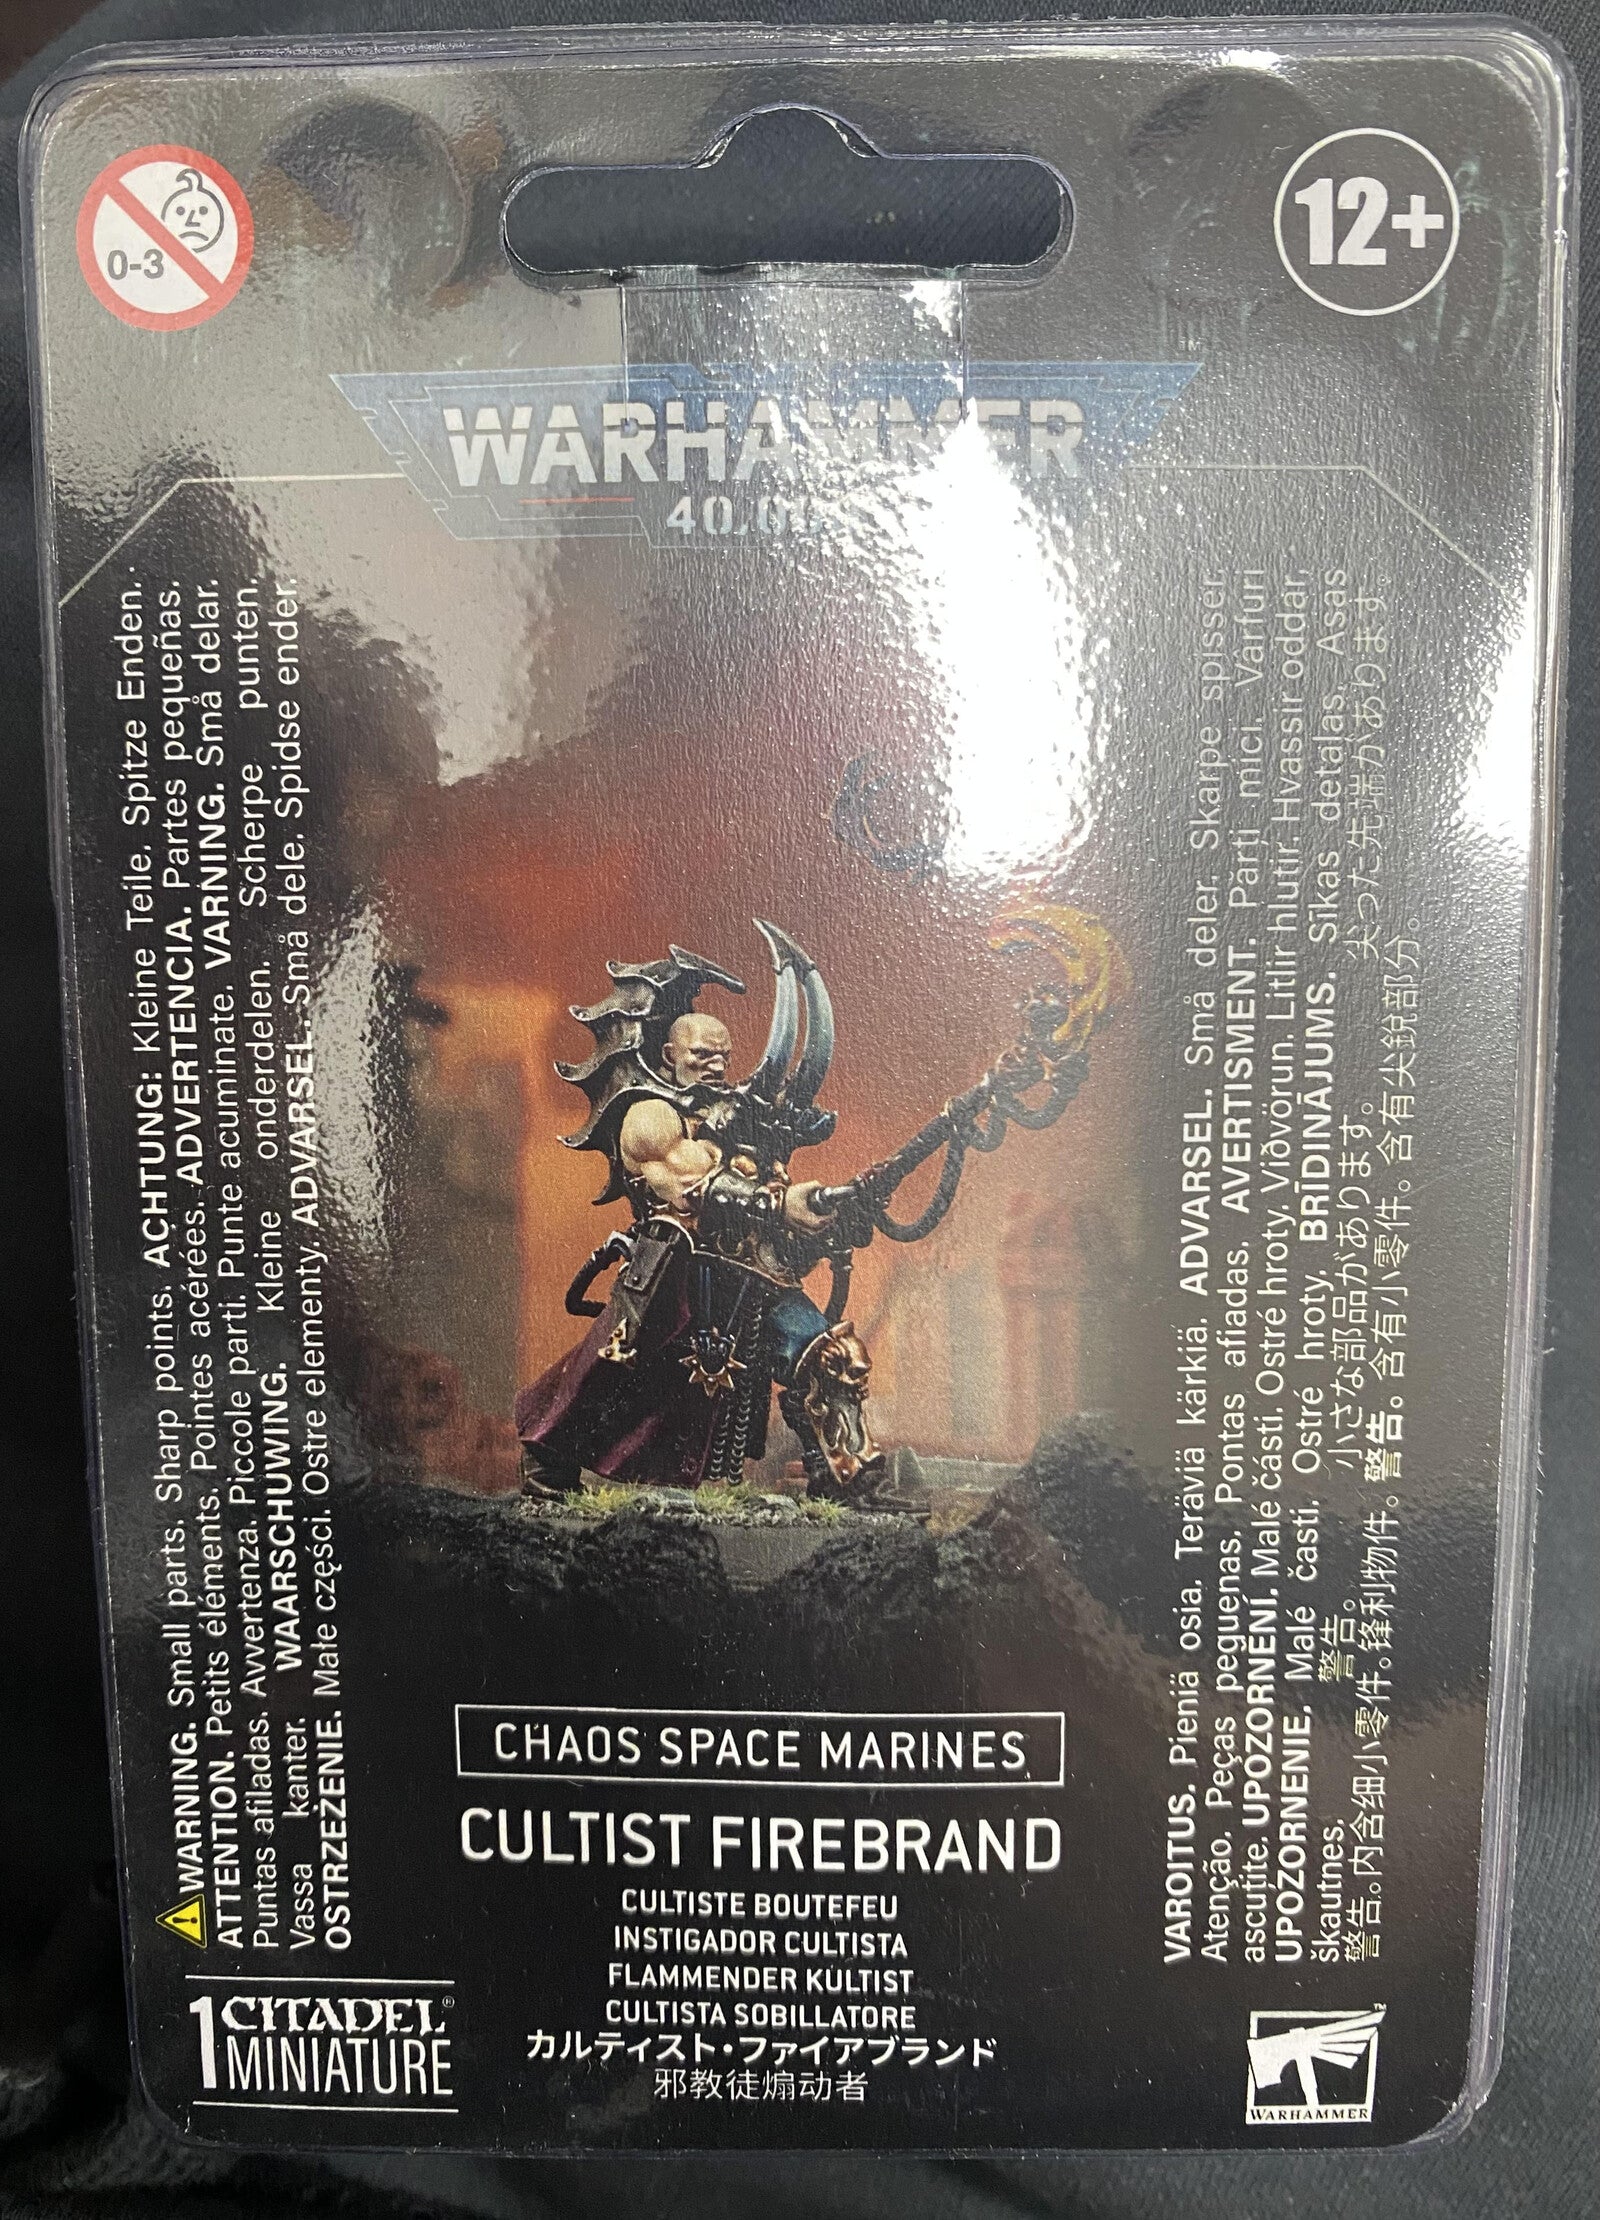 0-3
12+
WARHAMMER
40,0
WARNING. Small parts. Sharp points. ACHTUNG: Kleine Teile. Spitze Enden.
ATTENTION. Petits éléments. Pointes acérées. ADVERTENCIA. Partes pequeñas.
Puntas afiladas. Avvertenza. Piccole parti. Punte acuminate. VARNING. Små delar.
Vassa kanter. WAARSCHUWING. Kleine onderdelen. Scherpe punten.
OSTRZEŻENIE. Małe części. Ostre elementy. ADVARSEL. Små dele. Spidse ender.
VAROITUS. Pieniä osia. Teräviä kärkiä. ADVARSEL. Små deler. Skarpe spisser.
Atenção. Peças peguenas. Pontas afiadas. AVERTISMENT. Părți mici. Varfuri
ascuțite. UPOZORNENÍ. Malé části. Ostré hroty. Viðvörun. Litlir hlutir. Hvassir oddar,
UPOZORNENIE. Malé časti. Ostré hroty. BRĪDINĀJUMS. Sīkas detaļas. Asas
škautnes. 警告。 小さな部品があります。 尖った先端があります。
警告。内含细小零件。锋利物件。警告。含有小零件。含有尖銳部分。
CHAOS SPACE MARINES
CULTIST FIREBRAND
CULTISTE BOUTEFEU
INSTIGADOR CULTISTA
FLAMMENDER KULTIST
CULTISTA SOBILLATORE
カルティスト・ファイアブランド
邪教徒煽动者
1 CITADEL®
MINIATURE
WARHAMMER